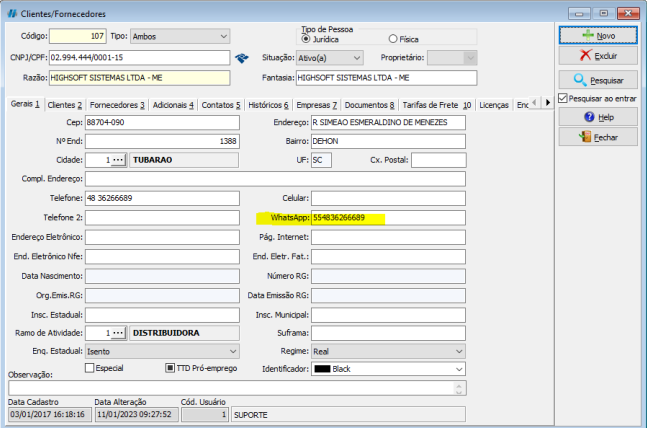 Clientes/Fornecedores
Código: 107 Tipo: Ambos Tipo de Pessoa Jurídica Física
CNPJ/CPF: 02.994.444/0001-15 Situação: Ativo(a) Proprietário:
Razão: HIGHSOFT SISTEMAS LTDA - ME Fantasia: HIGHSOFT SISTEMAS LTDA - ME
Novo
Excluir
Pesquisar
Pesquisar ao entrar
Help
Fechar
Gerais 1 Clientes 2 Fornecedores 3 Adicionais 4 Contatos 5 Históricos 6 Empresas 7 Documentos 8 Tarifas de Frete 10 Licenças Enc
Cep: 88704-090 Endereço: R SIMEAO ESMERALDINO DE MENEZES
Nº End: 1388 Bairro: DEHON
Cidade: 1 ... TUBARAO UF: SC Cx. Postal:
Compl. Endereço:
Telefone: 48 36266689 Celular:
Telefone 2: WhatsApp: 554836266689
Endereço Eletrônico: Pág. Internet:
End. Eletrônico Nfe: End. Eletr. Fat.:
Data Nascimento: Número RG:
Org.Emis.RG: Data Emissão RG:
Insc. Estadual: Insc. Municipal:
Ramo de Atividade: 1 ... DISTRIBUIDORA Suframa:
Enq. Estadual: Isento Regime: Real
Especial TTD Pró-emprego Identificador: Black
Observação:
Data Cadastro Data Alteração Cód. Usuário
03/01/2017 16:18:16 11/01/2023 09:27:52 1 SUPORTE